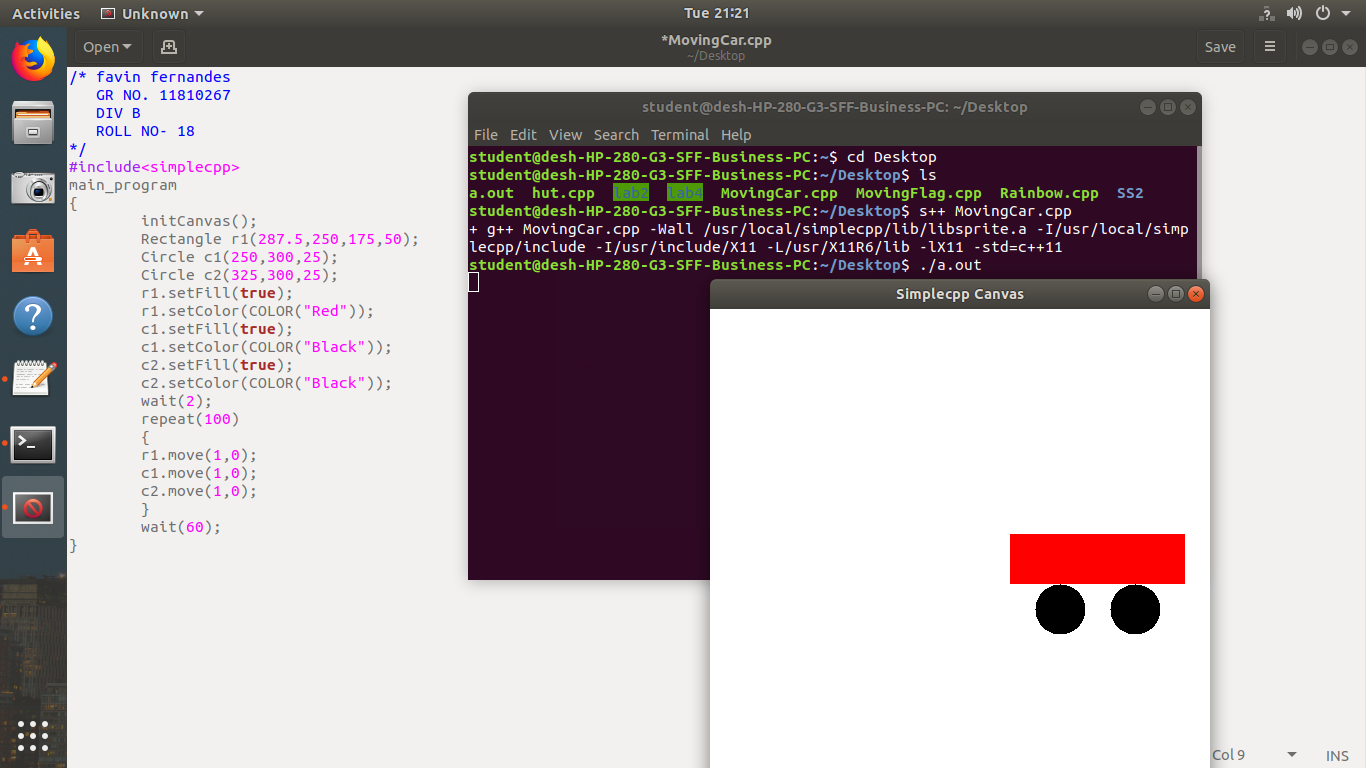 Activities
Unknown
Tue 21:21
Open
*MovingCar.cpp
~/Desktop
Save
/* favin fernandes
GR NO. 11810267
DIV B
ROLL NO- 18
*/
#include<simplecpp>
main_program
{
initCanvas();
Rectangle r1(287.5,250,175,50);
Circle c1(250,300,25);
Circle c2(325,300,25);
r1.setFill(true);
r1.setColor(COLOR("Red"));
c1.setFill(true);
c1.setColor(COLOR("Black"));
c2.setFill(true);
c2.setColor(COLOR("Black"));
wait(2);
repeat(100)
{
r1.move(1,0);
c1.move(1,0);
c2.move(1,0);
}
wait(60);
}
student@desh-HP-280-G3-SFF-Business-PC: ~/Desktop
File Edit View Search Terminal Help
student@desh-HP-280-G3-SFF-Business-PC:~$ cd Desktop
student@desh-HP-280-G3-SFF-Business-PC:~/Desktop$ ls
a.out hut.cpp lab2 lab4 MovingCar.cpp MovingFlag.cpp Rainbow.cpp SS2
student@desh-HP-280-G3-SFF-Business-PC:~/Desktop$ s++ MovingCar.cpp
+ g++ MovingCar.cpp -Wall /usr/local/simplecpp/lib/libsprite.a -I/usr/local/simp
lecpp/include -I/usr/include/X11 -L/usr/X11R6/lib -lX11 -std=c++11
student@desh-HP-280-G3-SFF-Business-PC:~/Desktop$ ./a.out
Simplecpp Canvas
Col 9
INS